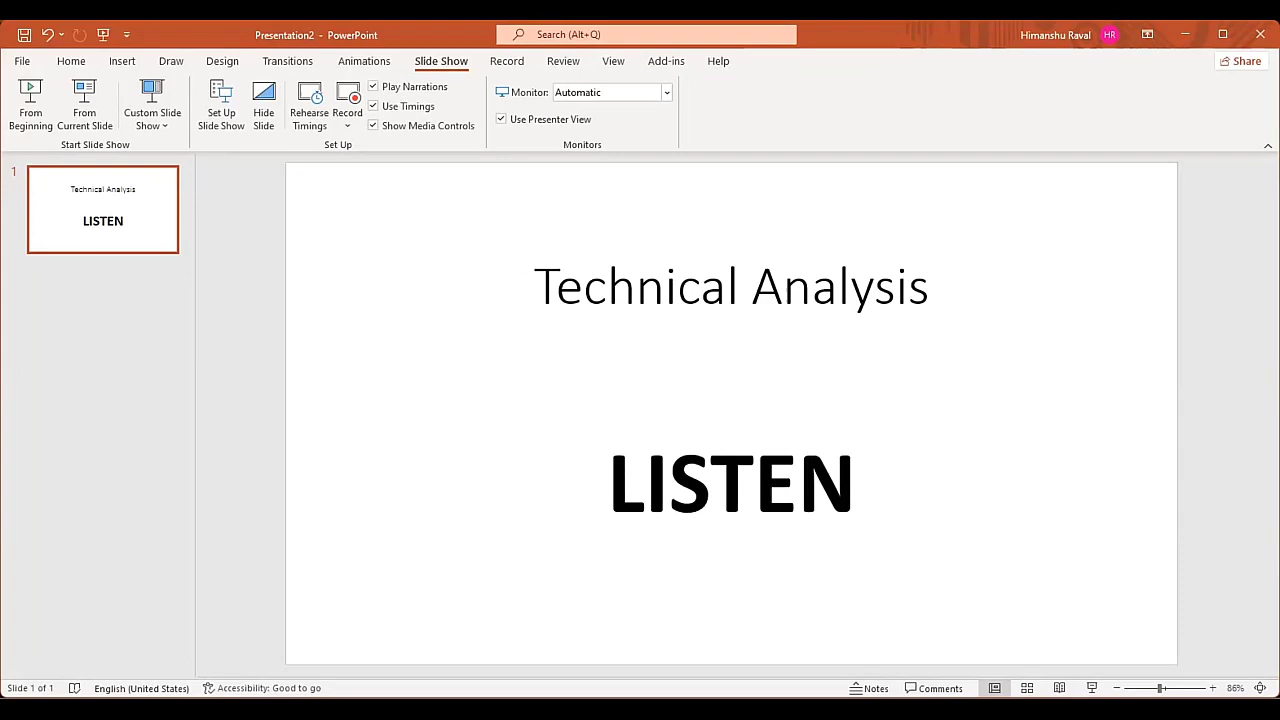 Presentation2 - PowerPoint
Search (Alt+Q)
Himanshu Raval
HR
File Home Insert Draw Design Transitions Animations Slide Show Record Review View Add-ins Help
Share
From Beginning
From Current Slide
Custom Slide Show
Set Up Slide Show
Hide Slide
Rehearse Timings
Record
Play Narrations
Use Timings
Show Media Controls
Monitor: Automatic
Use Presenter View
Start Slide Show
Set Up
Monitors
1
Technical Analysis
LISTEN
Technical Analysis
LISTEN
Slide 1 of 1
English (United States)
Accessibility: Good to go
Notes
Comments
86%